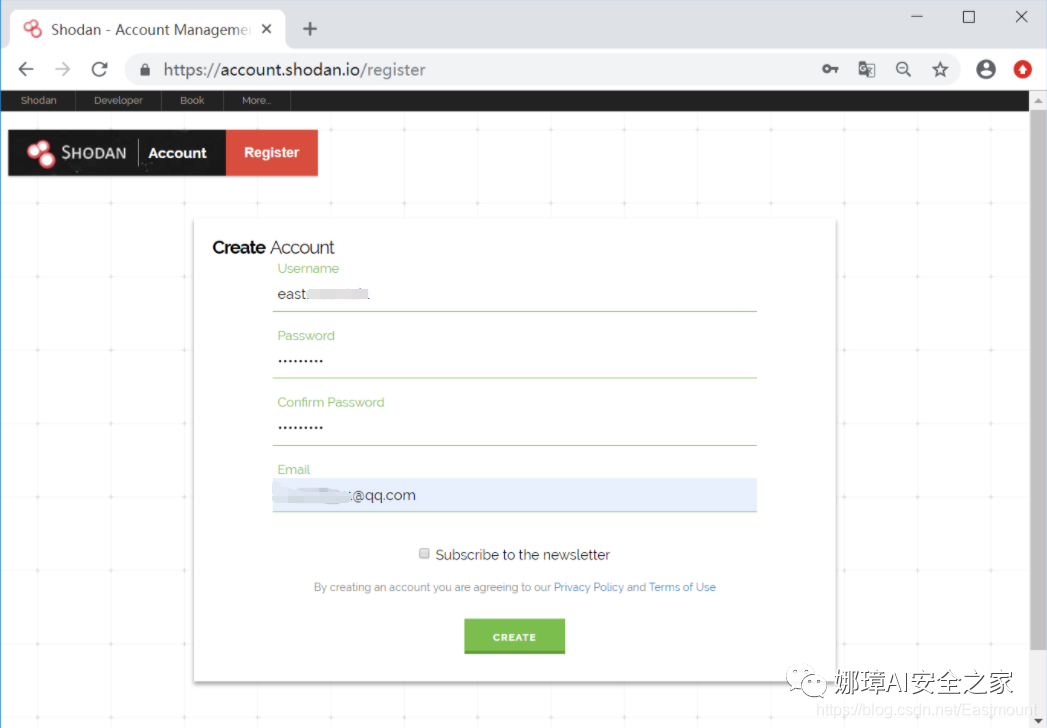 Shodan - Account Manageme
https://account.shodan.io/register
Shodan Developer Book More...
SHODAN Account Register
Create Account
Username
east
Password
•••••••••
Confirm Password
•••••••••
Email
@qq.com
Subscribe to the newsletter
By creating an account you are agreeing to our Privacy Policy and Terms of Use
CREATE
娜璋AI安全之家
https://blog.csdn.net/Eastmount